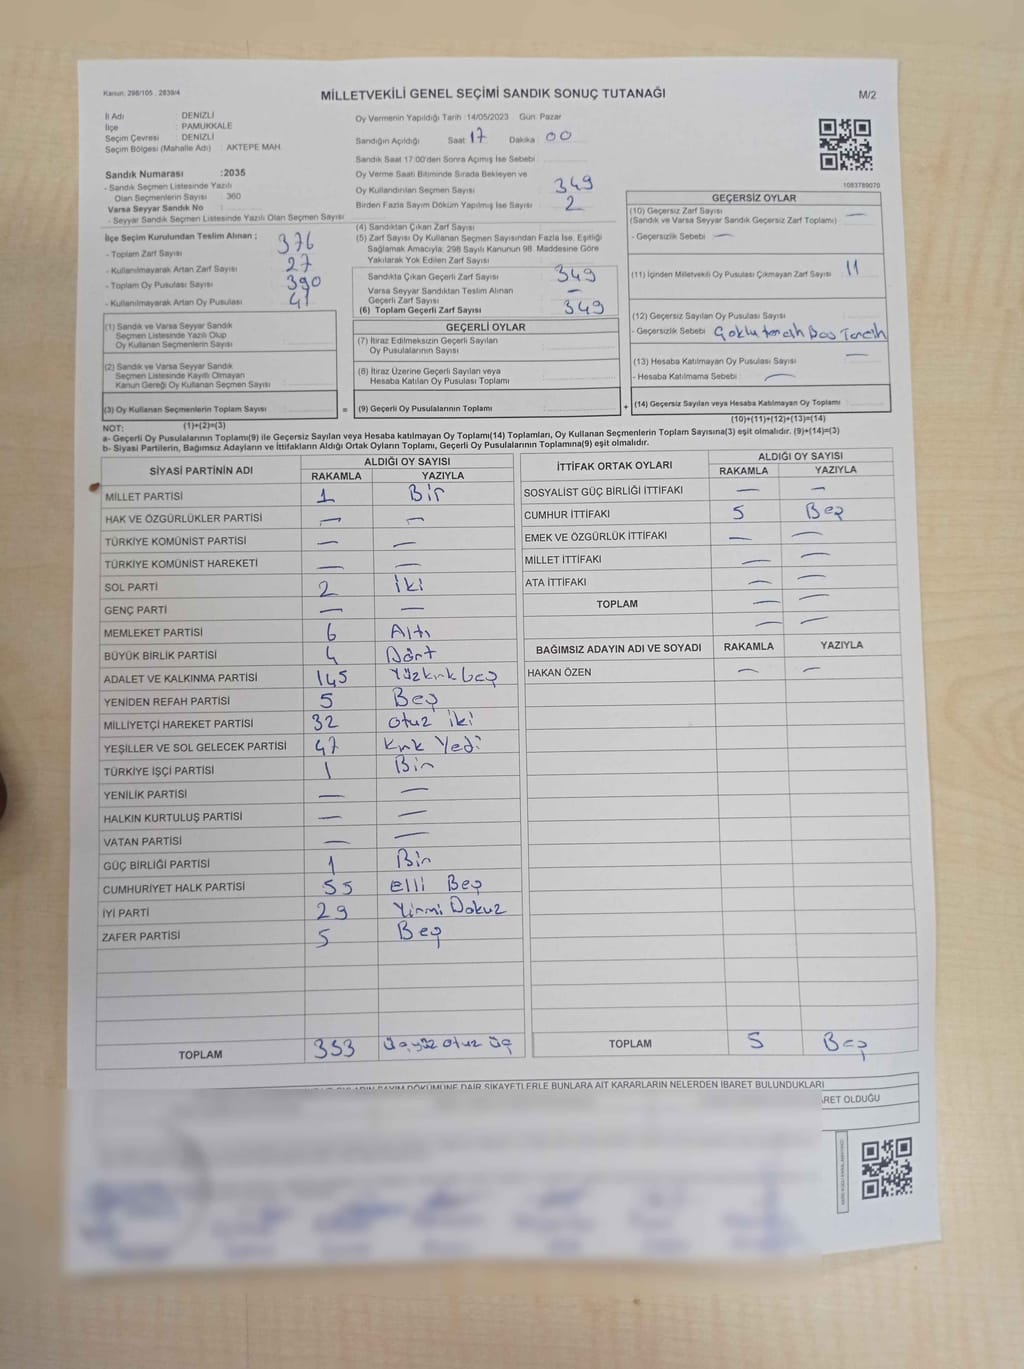 Kanun: 298/105 , 2839/4
MİLLETVEKİLİ GENEL SEÇİMİ SANDIK SONUÇ TUTANAĞI
M/2
İl Adı : DENİZLİ
İlçe : PAMUKKALE
Seçim Çevresi : DENİZLİ
Seçim Bölgesi (Mahalle Adı) : AKTEPE MAH.
Sandık Numarası :2035
- Sandık Seçmen Listesinde Yazılı
Olan Seçmenlerin Sayısı 360
Varsa Seyyar Sandık No :
- Seyyar Sandık Seçmen Listesinde Yazılı Olan Seçmen Sayısı
Oy Vermenin Yapıldığı Tarih :14/05/2023 Gün: Pazar
Sandığın Açıldığı Saat 17 Dakika 00
Sandık Saat 17:00'den Sonra Açmış İse Sebebi
Oy Verme Saati Bitiminde Sırada Bekleyen ve
Oy Kullandırılan Seçmen Sayısı 349
Birden Fazla Sayım Döküm Yapılmış İse Sayısı 2
1083789070
İlçe Seçim Kurulundan Teslim Alınan ;
- Toplam Zarf Sayısı 376
- Kullanılmayarak Artan Zarf Sayısı 27
- Toplam Oy Pusulası Sayısı 390
- Kullanılmayarak Artan Oy Pusulası 41
(4) Sandıktan Çıkan Zarf Sayısı
(5) Zarf Sayısı Oy Kullanan Seçmen Sayısından Fazla İse, Eşitliği
Sağlamak Amacıyla; 298 Sayılı Kanunun 98. Maddesine Göre
Yakılarak Yok Edilen Zarf Sayısı
Sandıkta Çıkan Geçerli Zarf Sayısı 349
Varsa Seyyar Sandıktan Teslim Alınan
Geçerli Zarf Sayısı —
(6) Toplam Geçerli Zarf Sayısı 349
GEÇERSİZ OYLAR
(10) Geçersiz Zarf Sayısı —
(Sandık ve Varsa Seyyar Sandık Geçersiz Zarf Toplamı)
- Geçersizlik Sebebi —
(11) İçinden Milletvekili Oy Pusulası Çıkmayan Zarf Sayısı 11
(12) Geçersiz Sayılan Oy Pusulası Sayısı
- Geçersizlik Sebebi Çoklu tercih Boş Tercih
(13) Hesaba Katılmayan Oy Pusulası Sayısı —
- Hesaba Katılmama Sebebi : —
(14) Geçersiz Sayılan veya Hesaba Katılmayan Oy Toplamı
(10)+(11)+(12)+(13)=(14)
(1) Sandık ve Varsa Seyyar Sandık
Seçmen Listesinde Yazılı Olup
Oy Kullanan Seçmenlerin Sayısı
(2) Sandık ve Varsa Seyyar Sandık
Seçmen Listesinde Kayıtlı Olmayan
Kanun Gereği Oy Kullanan Seçmen Sayısı
(3) Oy Kullanan Seçmenlerin Toplam Sayısı =
(1)+(2)=(3)
GEÇERLİ OYLAR
(7) İtiraz Edilmeksizin Geçerli Sayılan
Oy Pusulalarının Sayısı
(8) İtiraz Üzerine Geçerli Sayılan veya
Hesaba Katılan Oy Pusulası Toplamı
(9) Geçerli Oy Pusulalarının Toplamı +
NOT:
a- Geçerli Oy Pusulalarının Toplamı(9) ile Geçersiz Sayılan veya Hesaba katılmayan Oy Toplamı(14) Toplamları, Oy Kullanan Seçmenlerin Toplam Sayısına(3) eşit olmalıdır. (9)+(14)=(3)
b- Siyasi Partilerin, Bağımsız Adayların ve İttifakların Aldığı Ortak Oyların Toplamı, Geçerli Oy Pusulalarının Toplamına(9) eşit olmalıdır.
SİYASİ PARTİNİN ADI ALDIĞI OY SAYISI
RAKAMLA YAZIYLA
MİLLET PARTİSİ 1 Bir
HAK VE ÖZGÜRLÜKLER PARTİSİ — —
TÜRKİYE KOMÜNİST PARTİSİ — —
TÜRKİYE KOMÜNİST HAREKETİ — —
SOL PARTİ 2 iki
GENÇ PARTİ — —
MEMLEKET PARTİSİ 6 Altı
BÜYÜK BİRLİK PARTİSİ 4 Dört
ADALET VE KALKINMA PARTİSİ 145 Yüzkırkbeş
YENİDEN REFAH PARTİSİ 5 Beş
MİLLİYETÇİ HAREKET PARTİSİ 32 otuz iki
YEŞİLLER VE SOL GELECEK PARTİSİ 47 Kırk Yedi
TÜRKİYE İŞÇİ PARTİSİ 1 Bir
YENİLİK PARTİSİ — —
HALKIN KURTULUŞ PARTİSİ — —
VATAN PARTİSİ — —
GÜÇ BİRLİĞİ PARTİSİ 1 Bir
CUMHURİYET HALK PARTİSİ 55 elli Beş
İYİ PARTİ 29 Yirmi Dokuz
ZAFER PARTİSİ 5 Beş
TOPLAM 333 üçyüz otuz üç
İTTİFAK ORTAK OYLARI ALDIĞI OY SAYISI
RAKAMLA YAZIYLA
SOSYALİST GÜÇ BİRLİĞİ İTTİFAKI — —
CUMHUR İTTİFAKI 5 Beş
EMEK VE ÖZGÜRLÜK İTTİFAKI — —
MİLLET İTTİFAKI — —
ATA İTTİFAKI — —
TOPLAM — —
— —
BAĞIMSIZ ADAYIN ADI VE SOYADI RAKAMLA YAZIYLA
HAKAN ÖZEN — —
TOPLAM 5 Beş
DÖKÜMÜNE DAİR ŞİKAYETLERLE BUNLARA AİT KARARLARIN NELERDEN İBARET BULUNDUKLARI
OLDUĞU